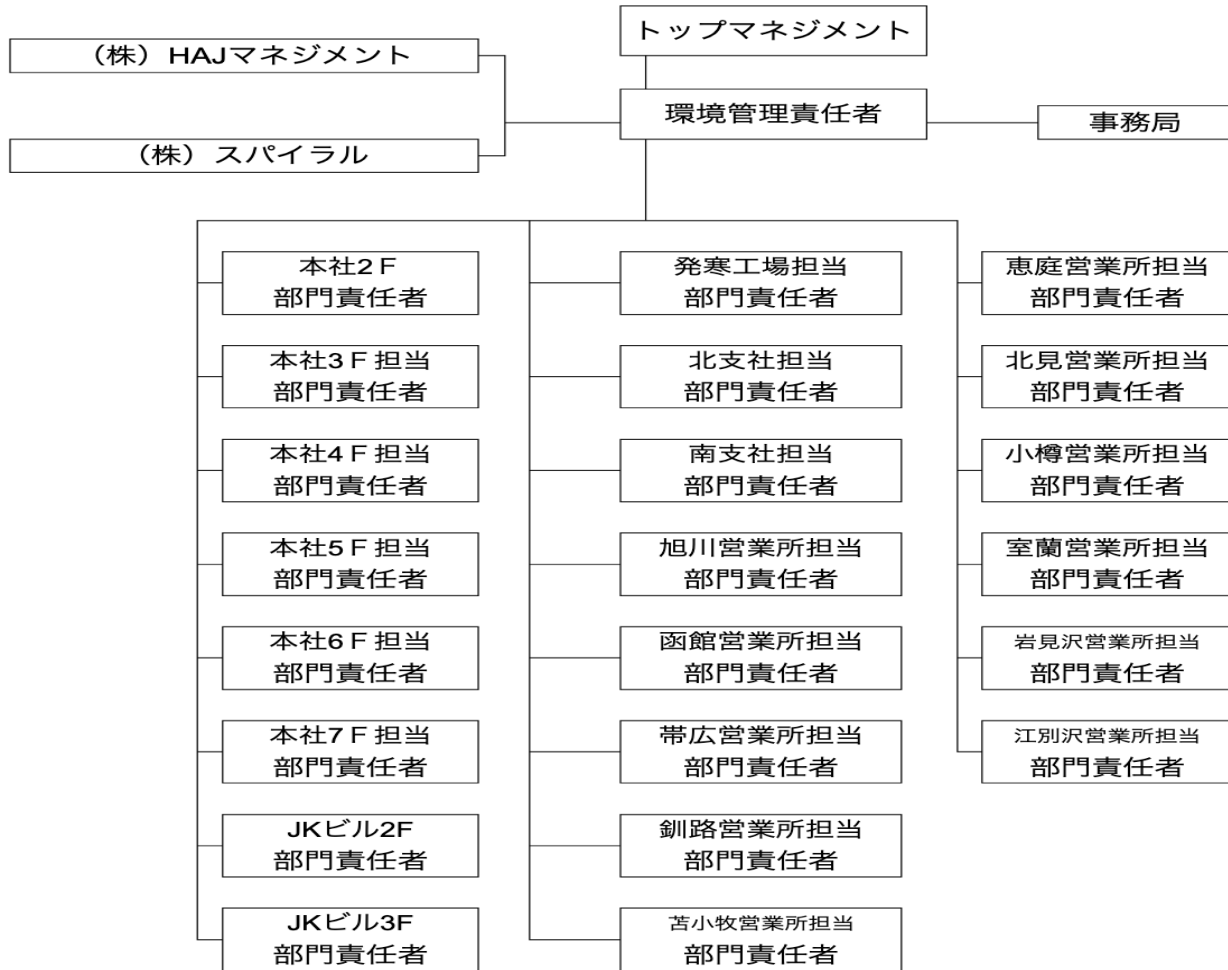 トップマネジメント
（株）HAJマネジメント
環境管理責任者
事務局
（株）スパイラル
本社2Ｆ
部門責任者
本社3Ｆ担当
部門責任者
本社4Ｆ担当
部門責任者
本社5Ｆ担当
部門責任者
本社6Ｆ担当
部門責任者
本社7Ｆ担当
部門責任者
JKビル2F
部門責任者
JKビル3F
部門責任者
発寒工場担当
部門責任者
北支社担当
部門責任者
南支社担当
部門責任者
旭川営業所担当
部門責任者
函館営業所担当
部門責任者
帯広営業所担当
部門責任者
釧路営業所担当
部門責任者
苫小牧営業所担当
部門責任者
恵庭営業所担当
部門責任者
北見営業所担当
部門責任者
小樽営業所担当
部門責任者
室蘭営業所担当
部門責任者
岩見沢営業所担当
部門責任者
江別沢営業所担当
部門責任者